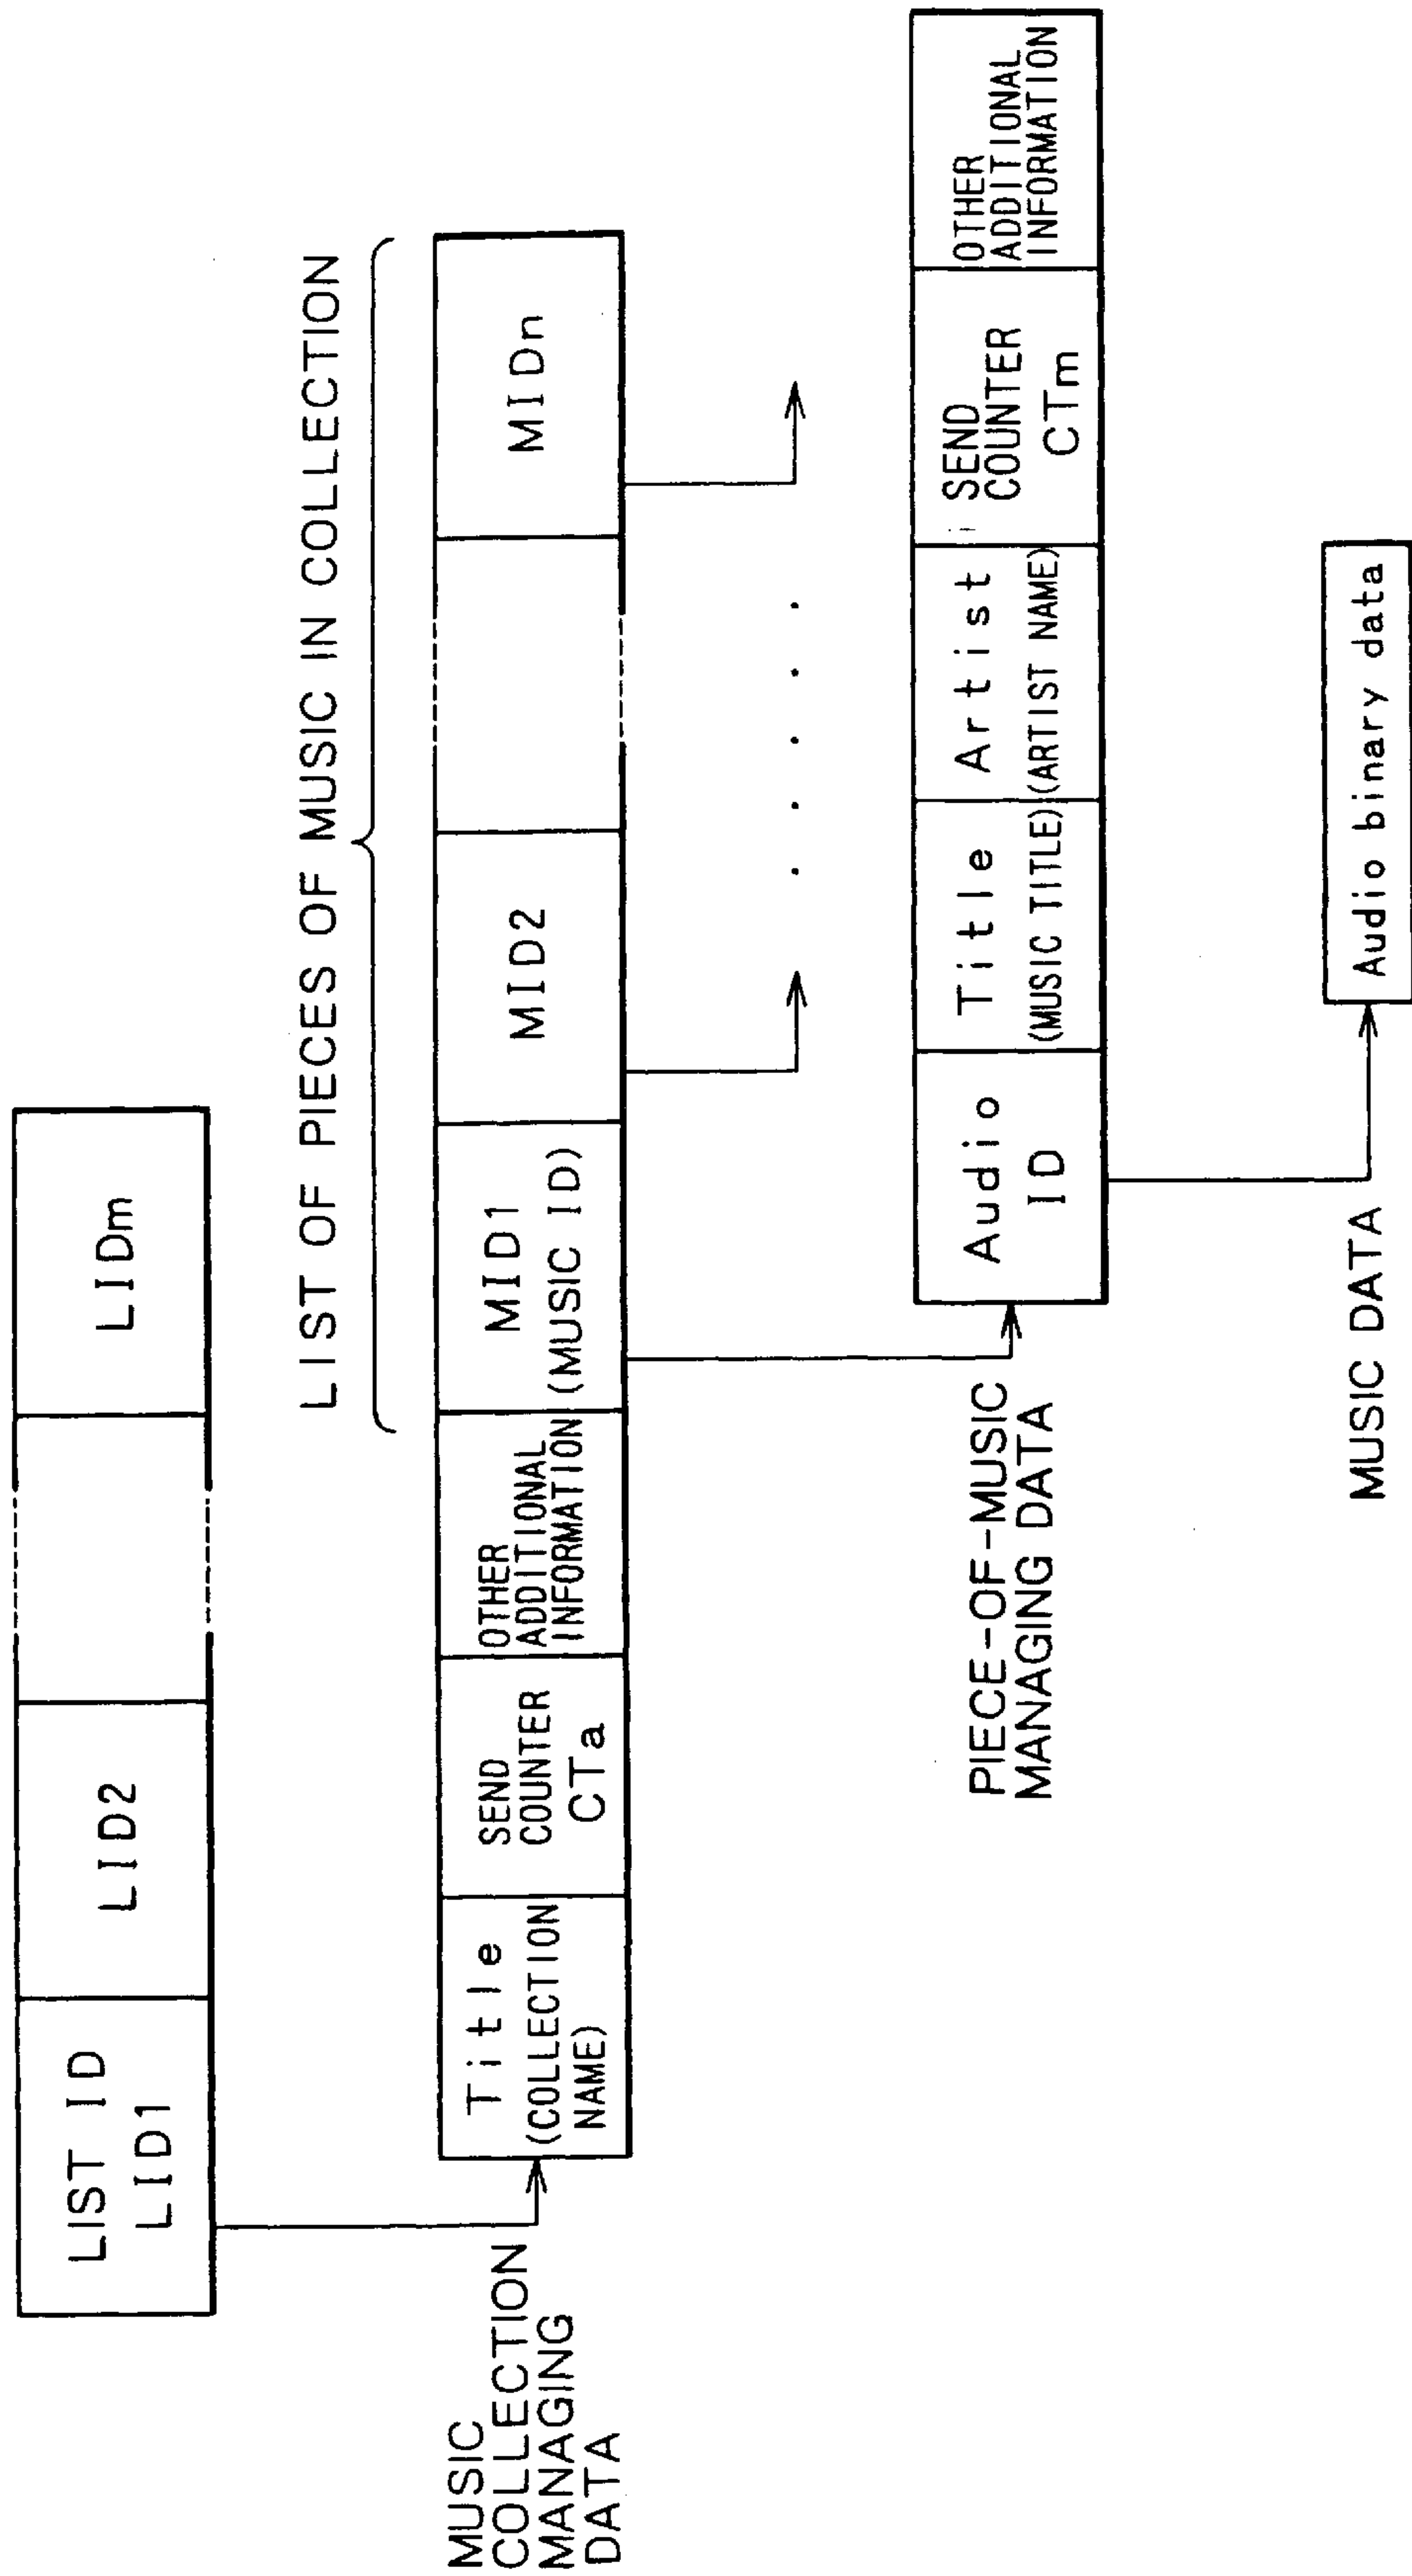 LIST ID
LID1
LID2
LIDm
LIST OF PIECES OF MUSIC IN COLLECTION
MUSIC
COLLECTION
MANAGING
DATA
Title
(COLLECTION
NAME)
SEND
COUNTER
CTa
OTHER
ADDITIONAL
INFORMATION
MID1
(MUSIC ID)
MID2
MIDn
PIECE-OF-MUSIC
MANAGING DATA
Audio
ID
Title
(MUSIC TITLE)
Artist
(ARTIST NAME)
SEND
COUNTER
CTm
OTHER
ADDITIONAL
INFORMATION
MUSIC DATA
Audio binary data